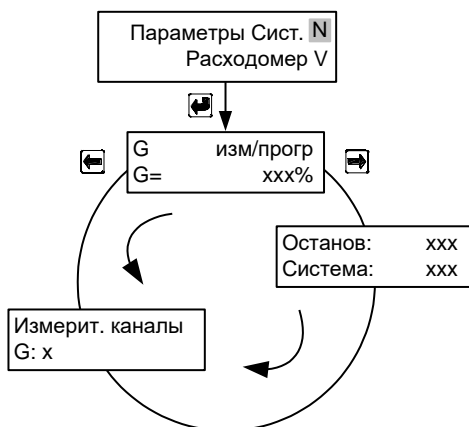 Параметры Сист. N
Расходомер V
G изм/прогр
G= xxx%
Останов: xxx
Система: xxx
Измерит. каналы
G: x